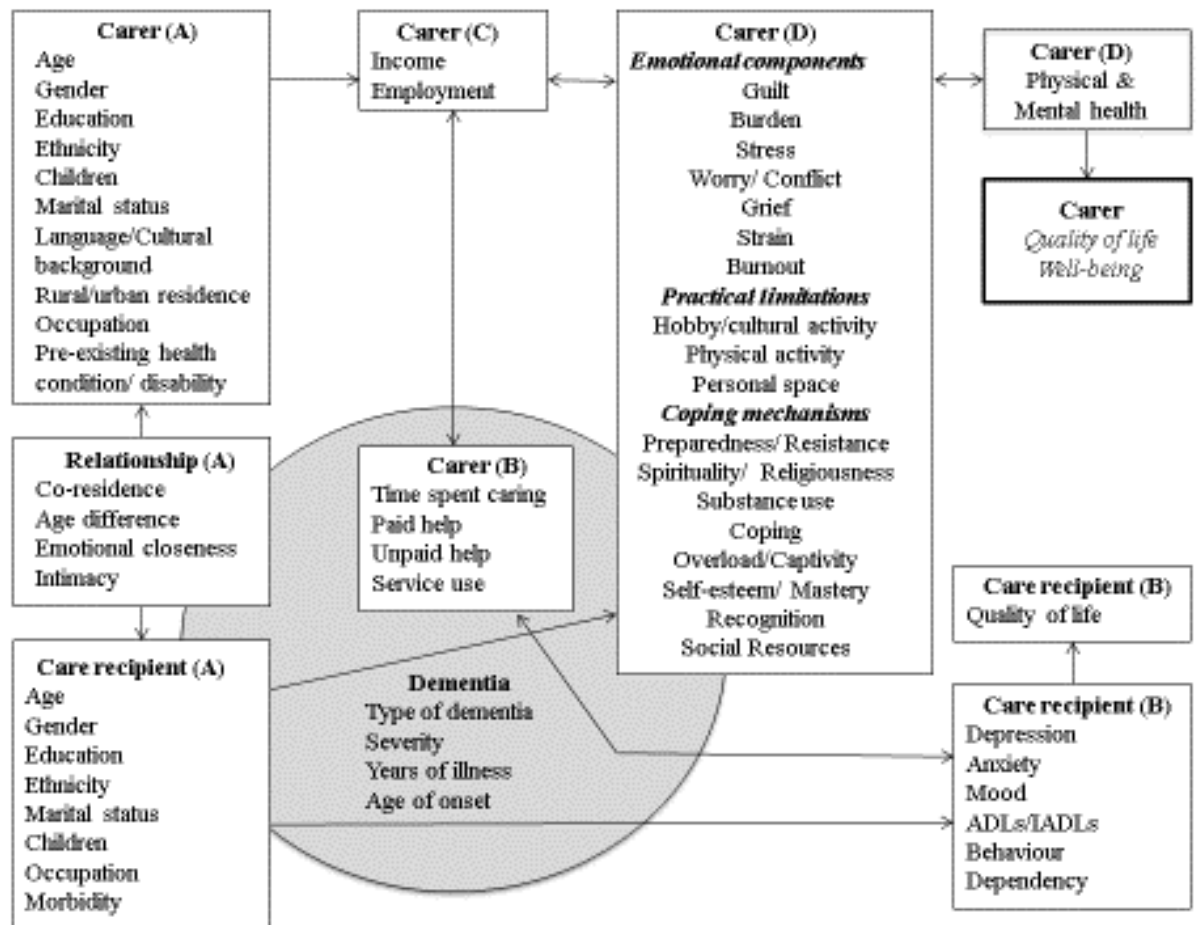 Carer (A)
Age
Gender
Education
Ethnicity
Children
Marital status
Language/Cultural
background
Rural/urban residence
Occupation
Pre-existing health
condition/ disability
Relationship (A)
Co-residence
Age difference
Emotional closeness
Intimacy
Care recipient (A)
Age
Gender
Education
Ethnicity
Marital status
Children
Occupation
Morbidity
Carer (C)
Income
Employment
Carer (B)
Time spent caring
Paid help
Unpaid help
Service use
Dementia
Type of dementia
Severity
Years of illness
Age of onset
Carer (D)
Emotional components
Guilt
Burden
Stress
Worry/ Conflict
Grief
Strain
Burnout
Practical limitations
Hobby/cultural activity
Physical activity
Personal space
Coping mechanisms
Preparedness/ Resistance
Spirituality/ Religiousness
Substance use
Coping
Overload/Captivity
Self-esteem/ Mastery
Recognition
Social Resources
Carer (D)
Physical &
Mental health
Carer
Quality of life
Well-being
Care recipient (B)
Quality of life
Care recipient (B)
Depression
Anxiety
Mood
ADLs/IADLs
Behaviour
Dependency